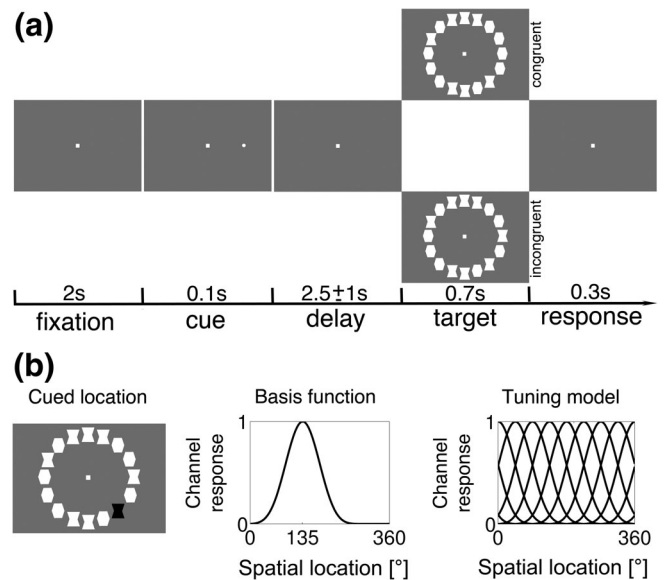 (a)
congruent
incongruent
2s 0.1s 2.5±1s 0.7s 0.3s
fixation cue delay target response
(b)
Cued location Basis function Tuning model
Channel response
1
0
0 135 360
Spatial location [°]
Channel response
1
0
0 360
Spatial location [°]